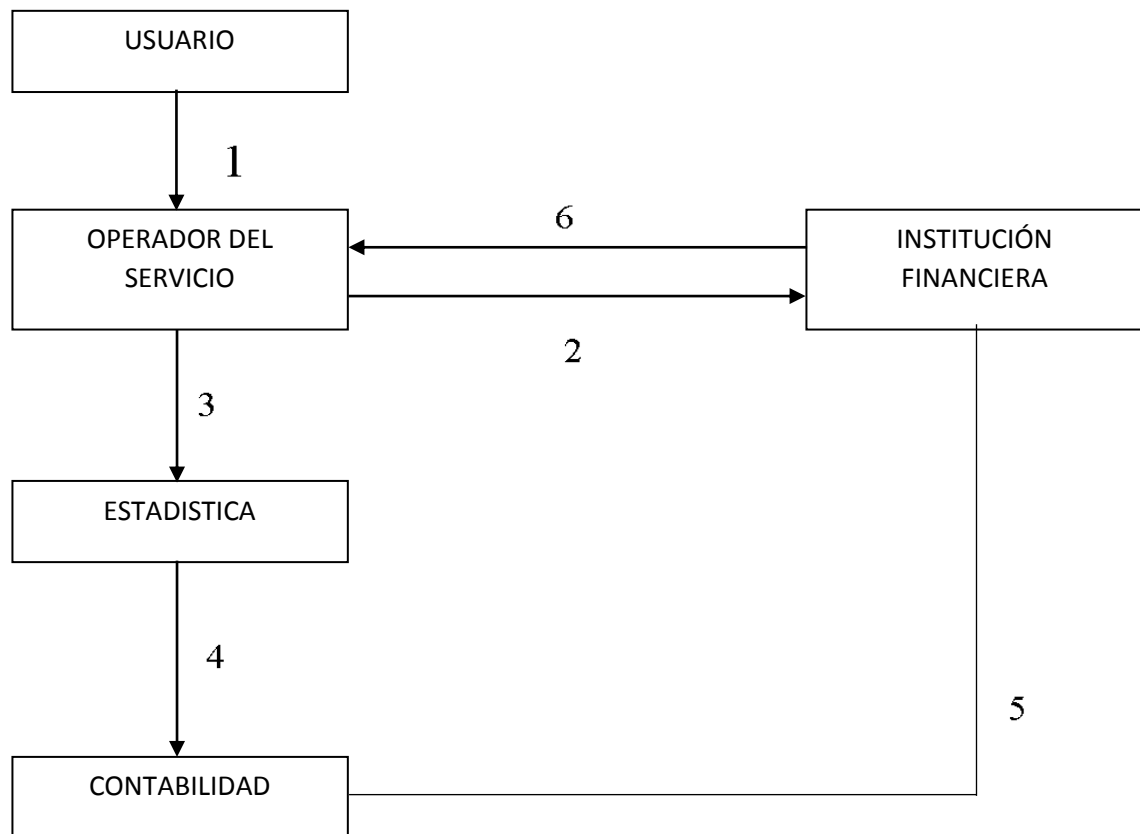 USUARIO
1
OPERADOR DEL
SERVICIO
6
INSTITUCIÓN
FINANCIERA
2
3
ESTADISTICA
4
5
CONTABILIDAD